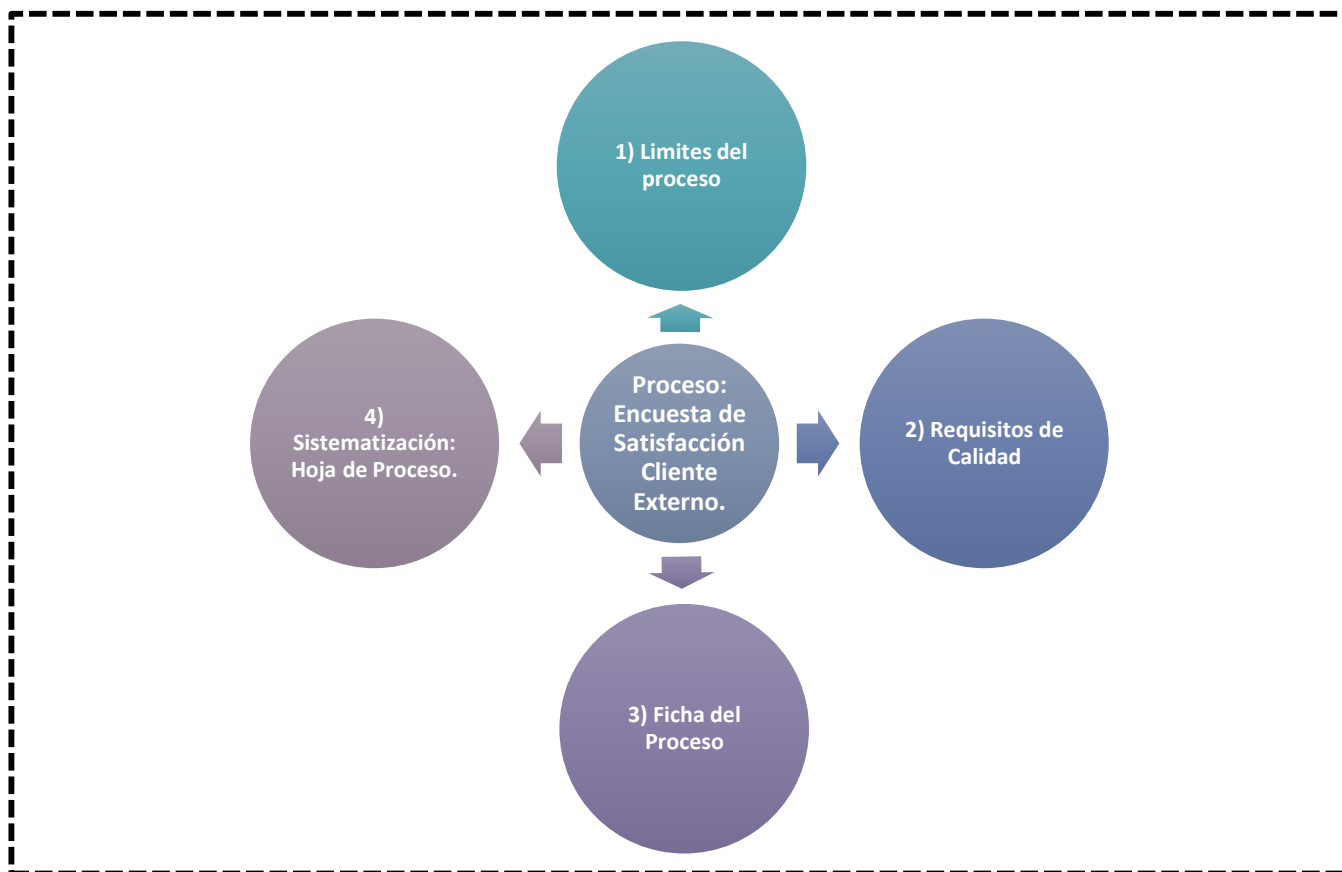 1) Limites del
proceso
Proceso:
Encuesta de
Satisfacción
Cliente
Externo.
2) Requisitos de
Calidad
3) Ficha del
Proceso
4)
Sistematización:
Hoja de Proceso.